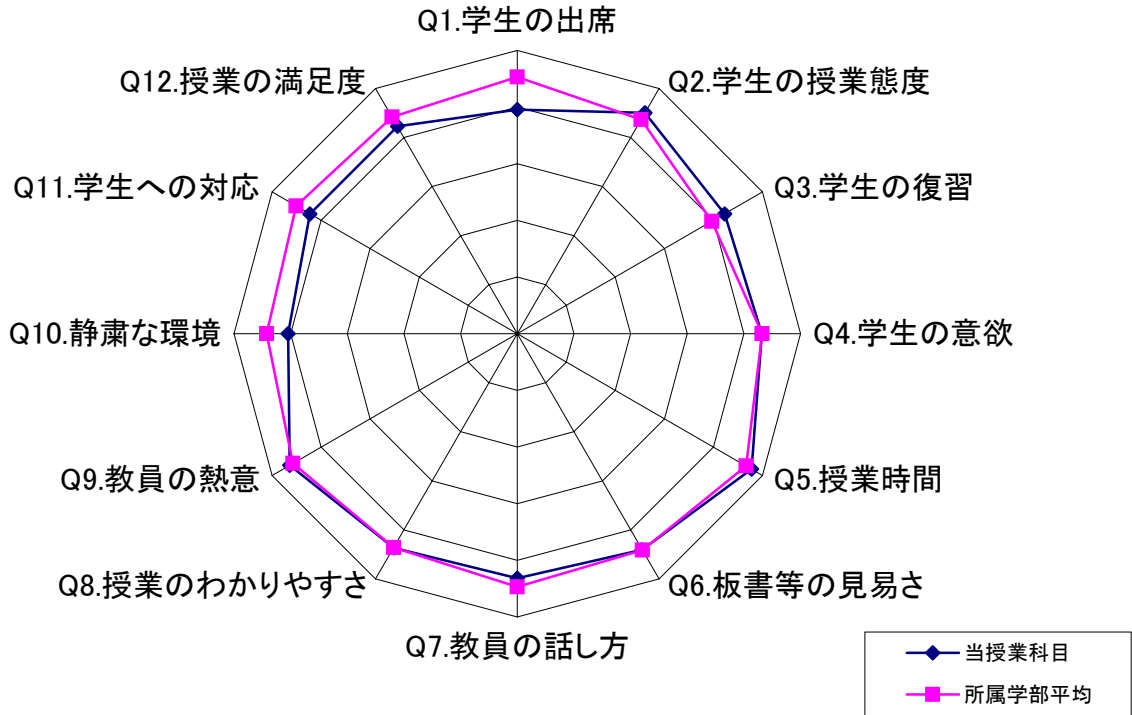 Q1.学生の出席
Q2.学生の授業態度
Q3.学生の復習
Q4.学生の意欲
Q5.授業時間
Q6.板書等の見易さ
Q7.教員の話し方
Q8.授業のわかりやすさ
Q9.教員の熱意
Q10.静粛な環境
Q11.学生への対応
Q12.授業の満足度
当授業科目
所属学部平均